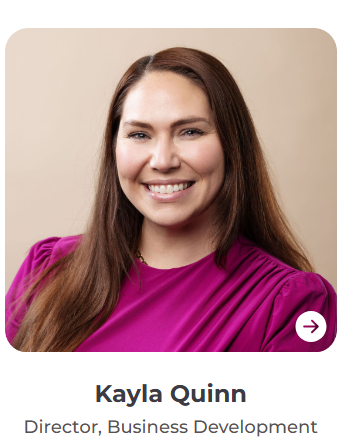 Kayla Quinn
Director, Business Development